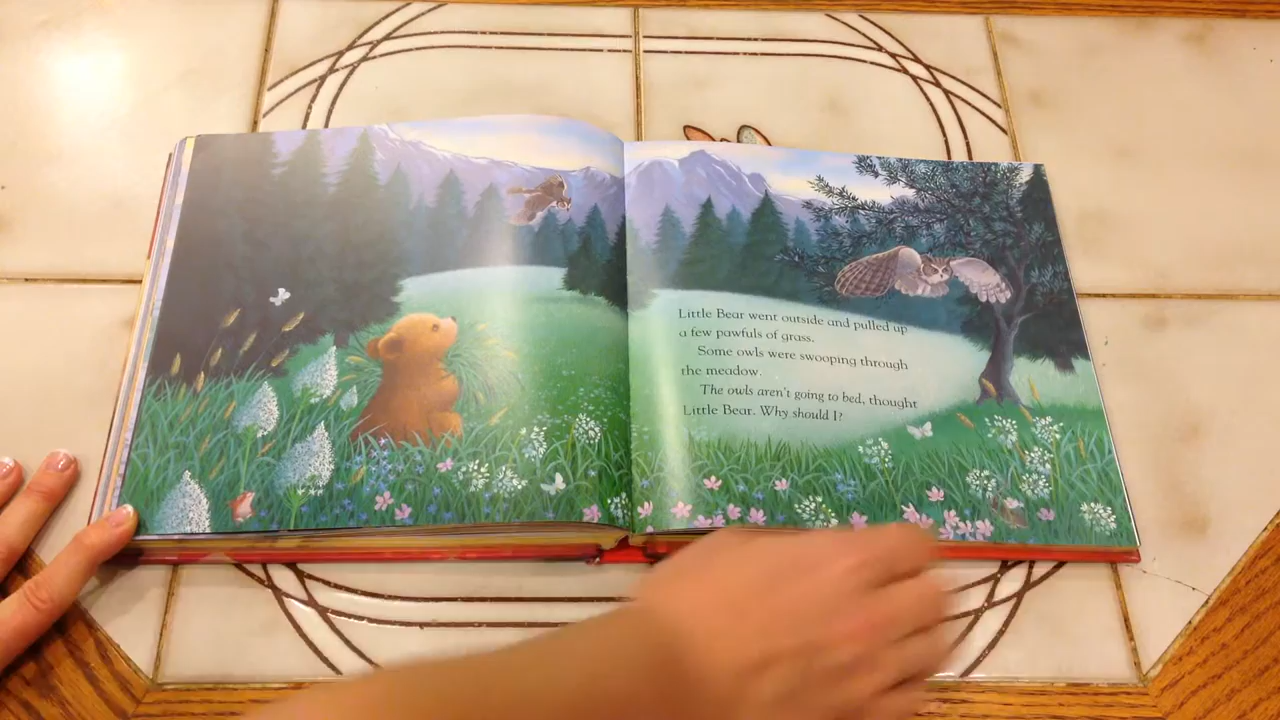 Little Bear went outside and pulled up
a few pawfuls of grass.
Some owls were swooping through
the meadow.
The owls aren't going to bed, thought
Little Bear. Why should I?